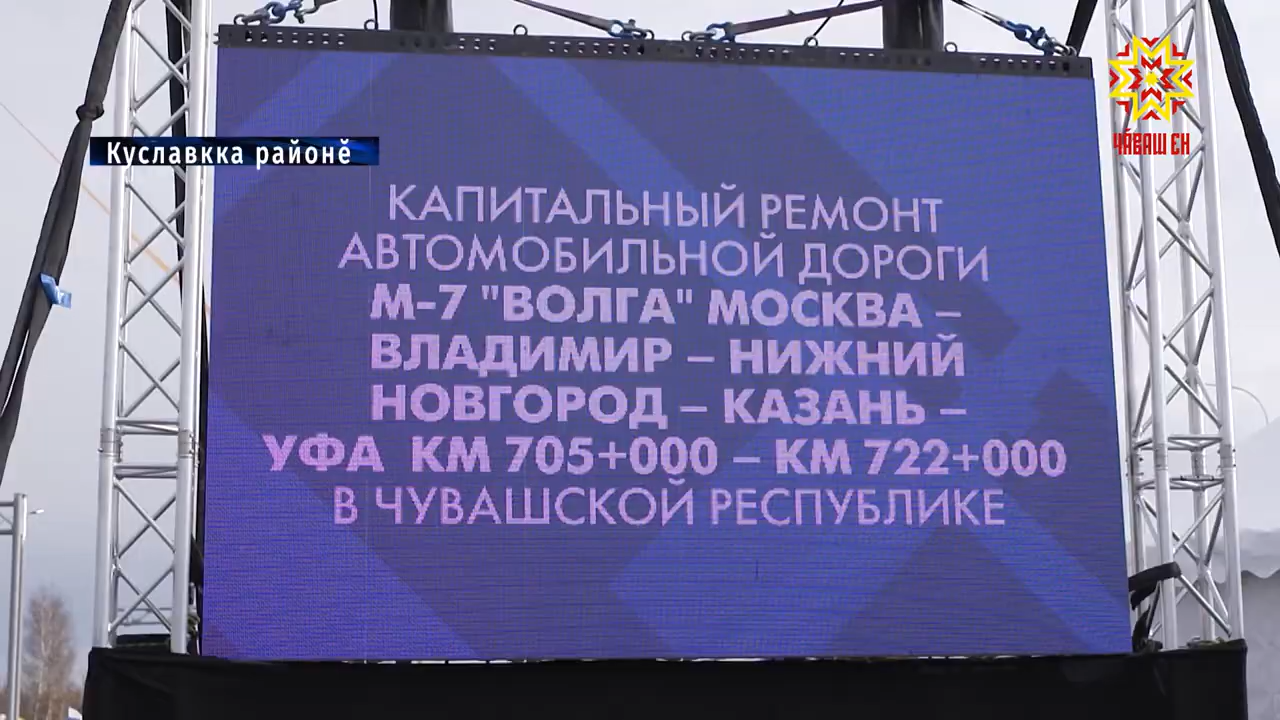 Куславкка районĕ
ЧӐВАШ ЕН
КАПИТАЛЬНЫЙ РЕМОНТ
АВТОМОБИЛЬНОЙ ДОРОГИ
М-7 "ВОЛГА" МОСКВА –
ВЛАДИМИР – НИЖНИЙ
НОВГОРОД – КАЗАНЬ –
УФА КМ 705+000 – КМ 722+000
В ЧУВАШСКОЙ РЕСПУБЛИКЕ